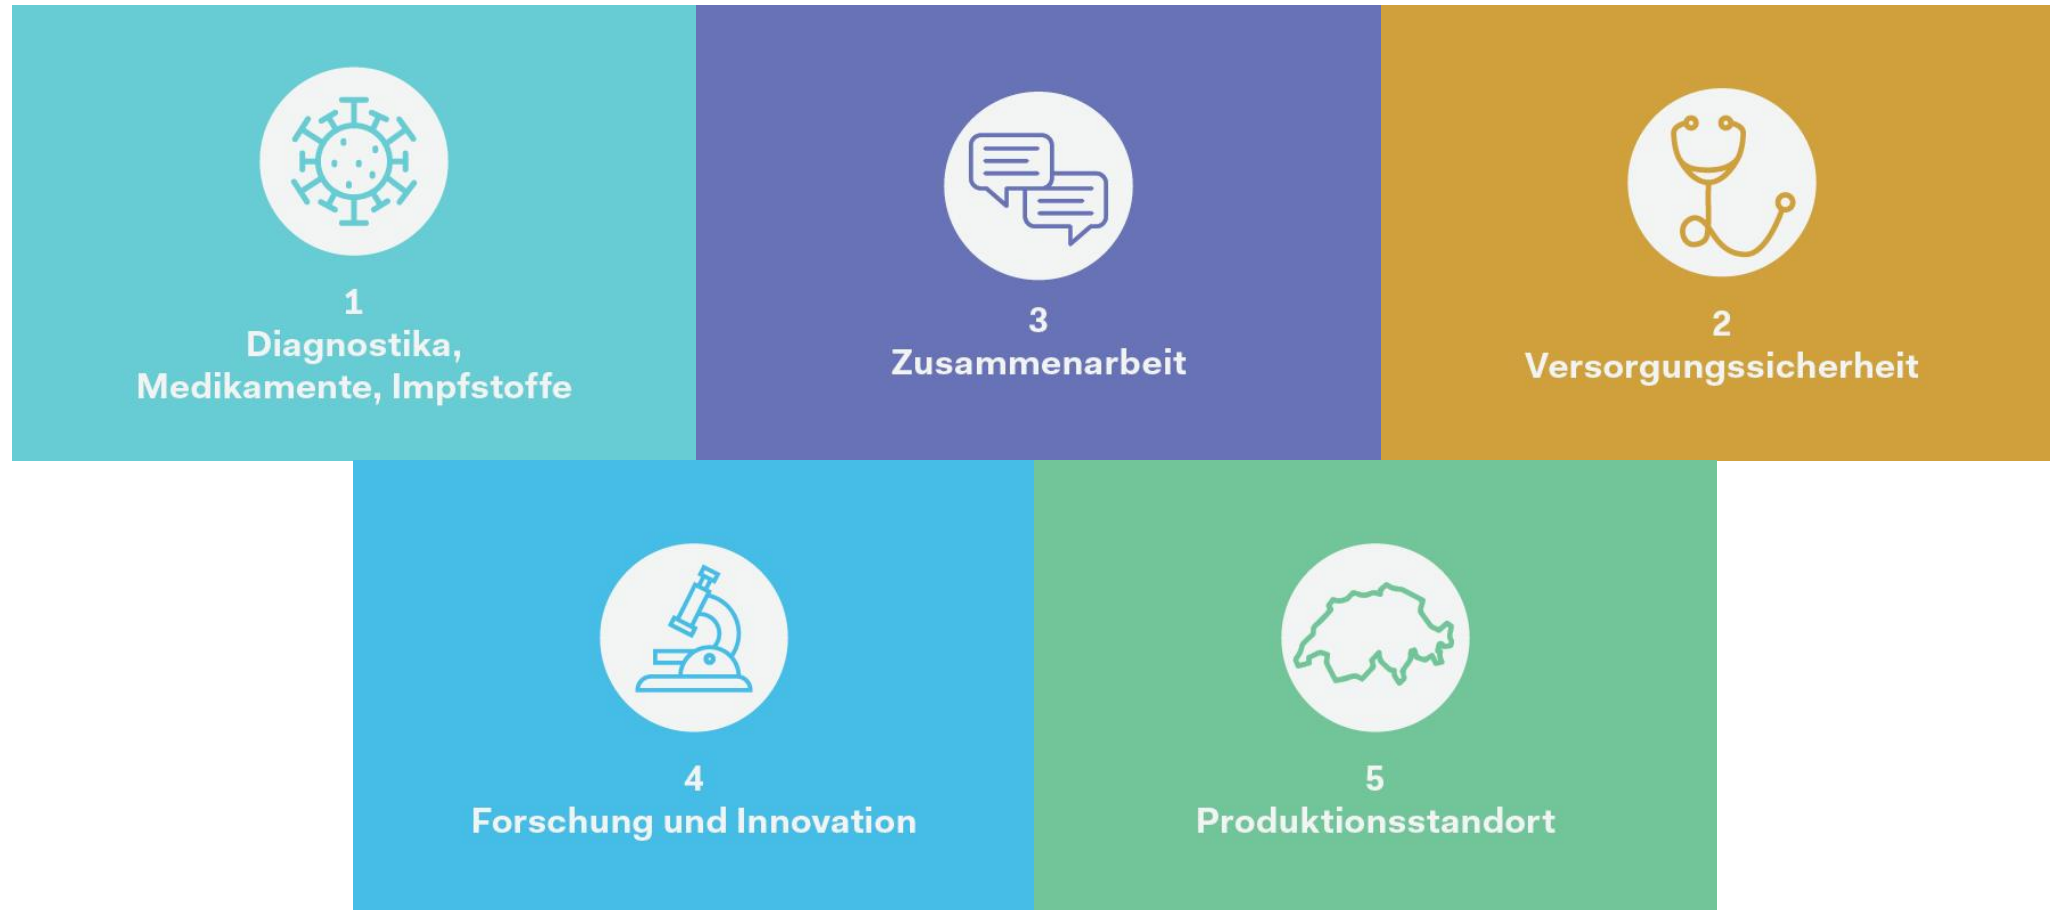 1
Diagnostika,
Medikamente, Impfstoffe
3
Zusammenarbeit
2
Versorgungssicherheit
4
Forschung und Innovation
5
Produktionsstandort